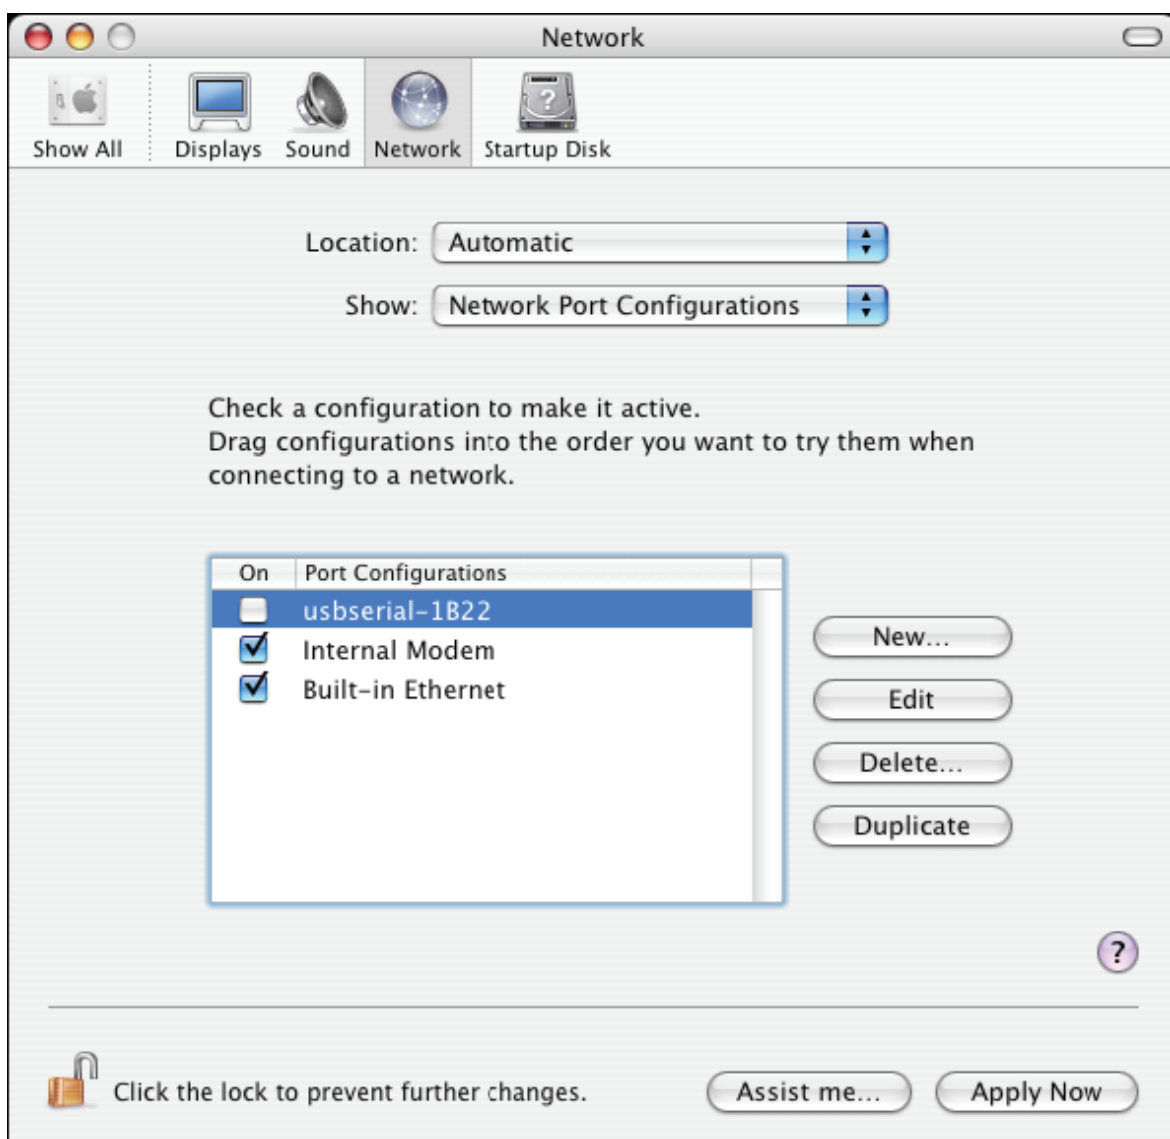 Network
Show All
Displays
Sound
Network
Startup Disk
Location: Automatic
Show: Network Port Configurations
Check a configuration to make it active.
Drag configurations into the order you want to try them when
connecting to a network.
On Port Configurations
usbserial-1B22
Internal Modem
Built-in Ethernet
New...
Edit
Delete...
Duplicate
?
Click the lock to prevent further changes.
Assist me...
Apply Now